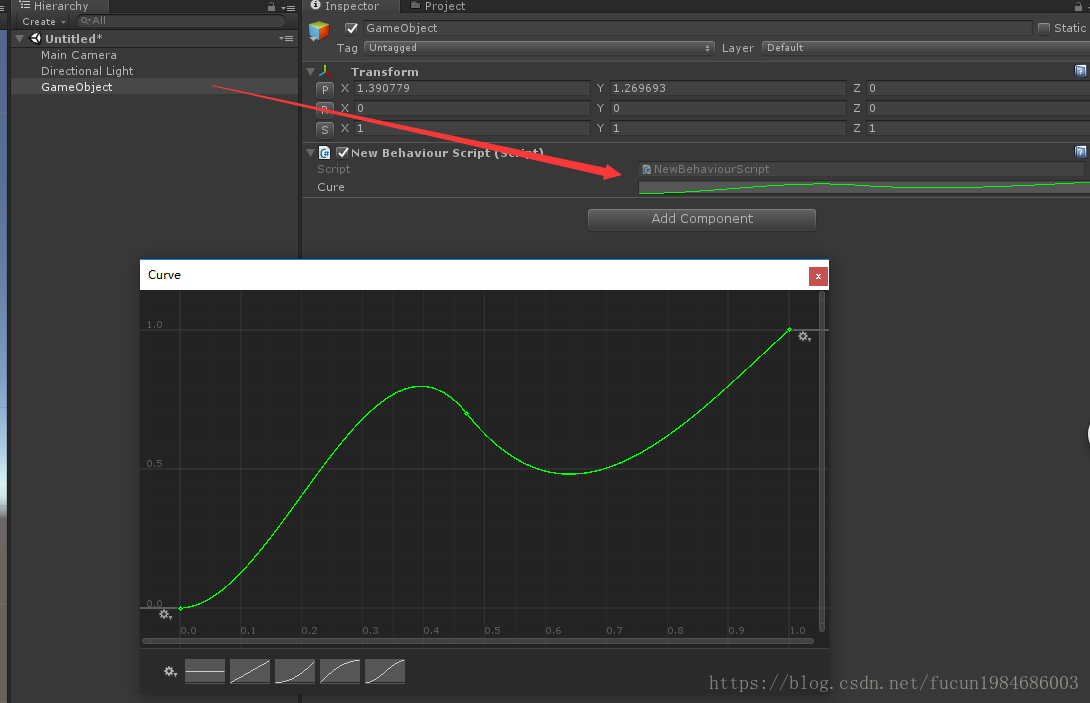 Hierarchy
Create
All
Untitled*
Main Camera
Directional Light
GameObject
Inspector
Project
GameObject
Static
Tag Untagged Layer Default
Transform
P X 1.390779 Y 1.269693 Z 0
R X 0 Y 0 Z 0
S X 1 Y 1 Z 1
New Behaviour Script (Script)
Script NewBehaviourScript
Cure
Add Component
Curve
x
1.0
0.5
0.0
0.0 0.1 0.2 0.3 0.4 0.5 0.6 0.7 0.8 0.9 1.0
https://blog.csdn.net/fucun1984686003